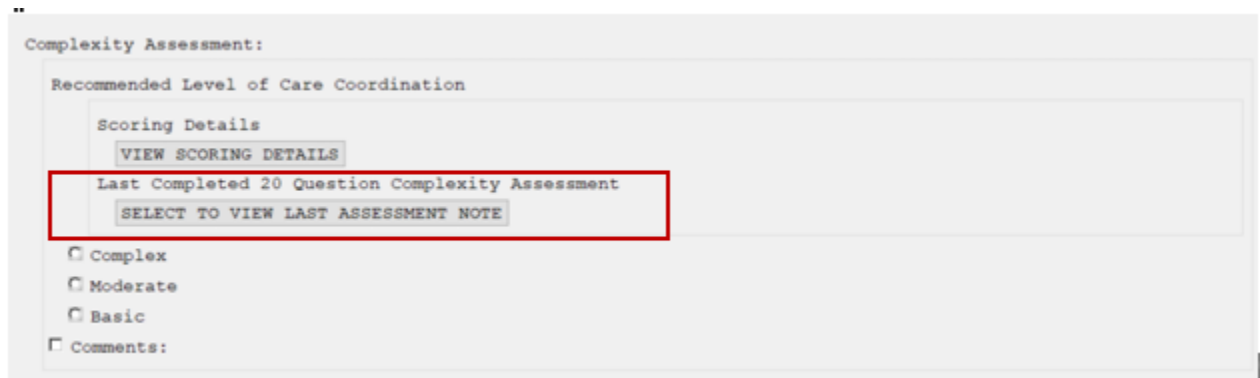 Complexity Assessment:
Recommended Level of Care Coordination
Scoring Details
VIEW SCORING DETAILS
Last Completed 20 Question Complexity Assessment
SELECT TO VIEW LAST ASSESSMENT NOTE
Complex
Moderate
Basic
Comments: